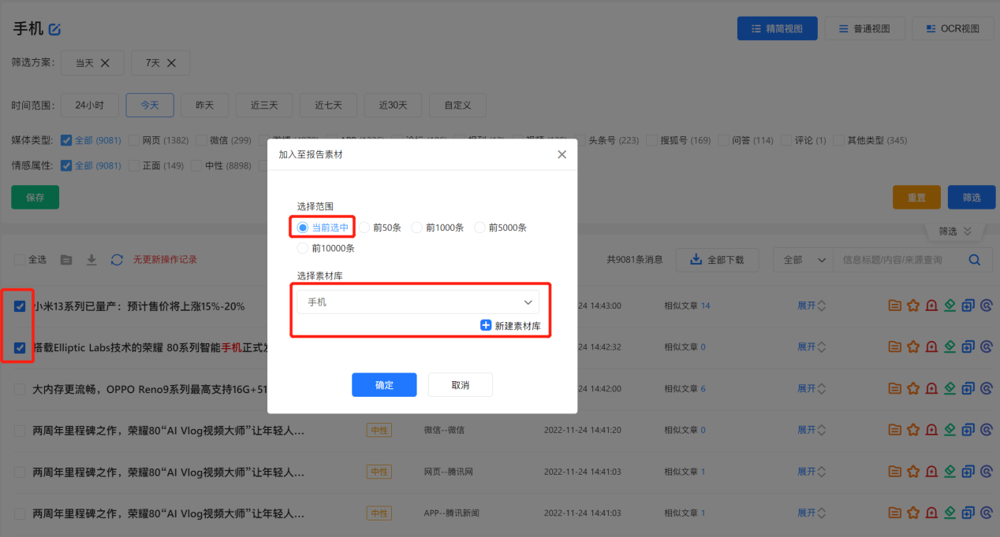 手机
精简视图 普通视图 OCR视图
筛选方案: 当天 7天
时间范围: 24小时 今天 昨天 近三天 近七天 近30天 自定义
媒体类型: 全部 (9081) 网页 (1382) 微信 (299) 头条号 (223) 搜狐号 (169) 问答 (114) 评论 (1) 其他类型 (345)
情感属性: 全部 (9081) 正面 (149) 中性 (8898)
保存 重置 筛选
筛选
加入至报告素材
选择范围
当前选中 前50条 前1000条 前5000条
前10000条
选择素材库
手机
新建素材库
确定 取消
全选 无更新操作记录 共9081条消息 全部下载 全部 信息标题/内容/来源查询
小米13系列已量产：预计售价将上涨15%-20% 24 14:43:00 相似文章 14 展开
搭载Elliptic Labs技术的荣耀 80系列智能手机正式 24 14:42:32 相似文章 0 展开
大内存更流畅，OPPO Reno9系列最高支持16G+51 24 14:42:00 相似文章 6 展开
两周年里程碑之作，荣耀80“AI Vlog视频大师”让年轻人... 中性 微信--微信 2022-11-24 14:41:20 相似文章 0 展开
两周年里程碑之作，荣耀80“AI Vlog视频大师”让年轻人... 中性 网页--腾讯网 2022-11-24 14:41:03 相似文章 1 展开
两周年里程碑之作，荣耀80“AI Vlog视频大师”让年轻人... 中性 APP--腾讯新闻 2022-11-24 14:41:03 相似文章 1 展开